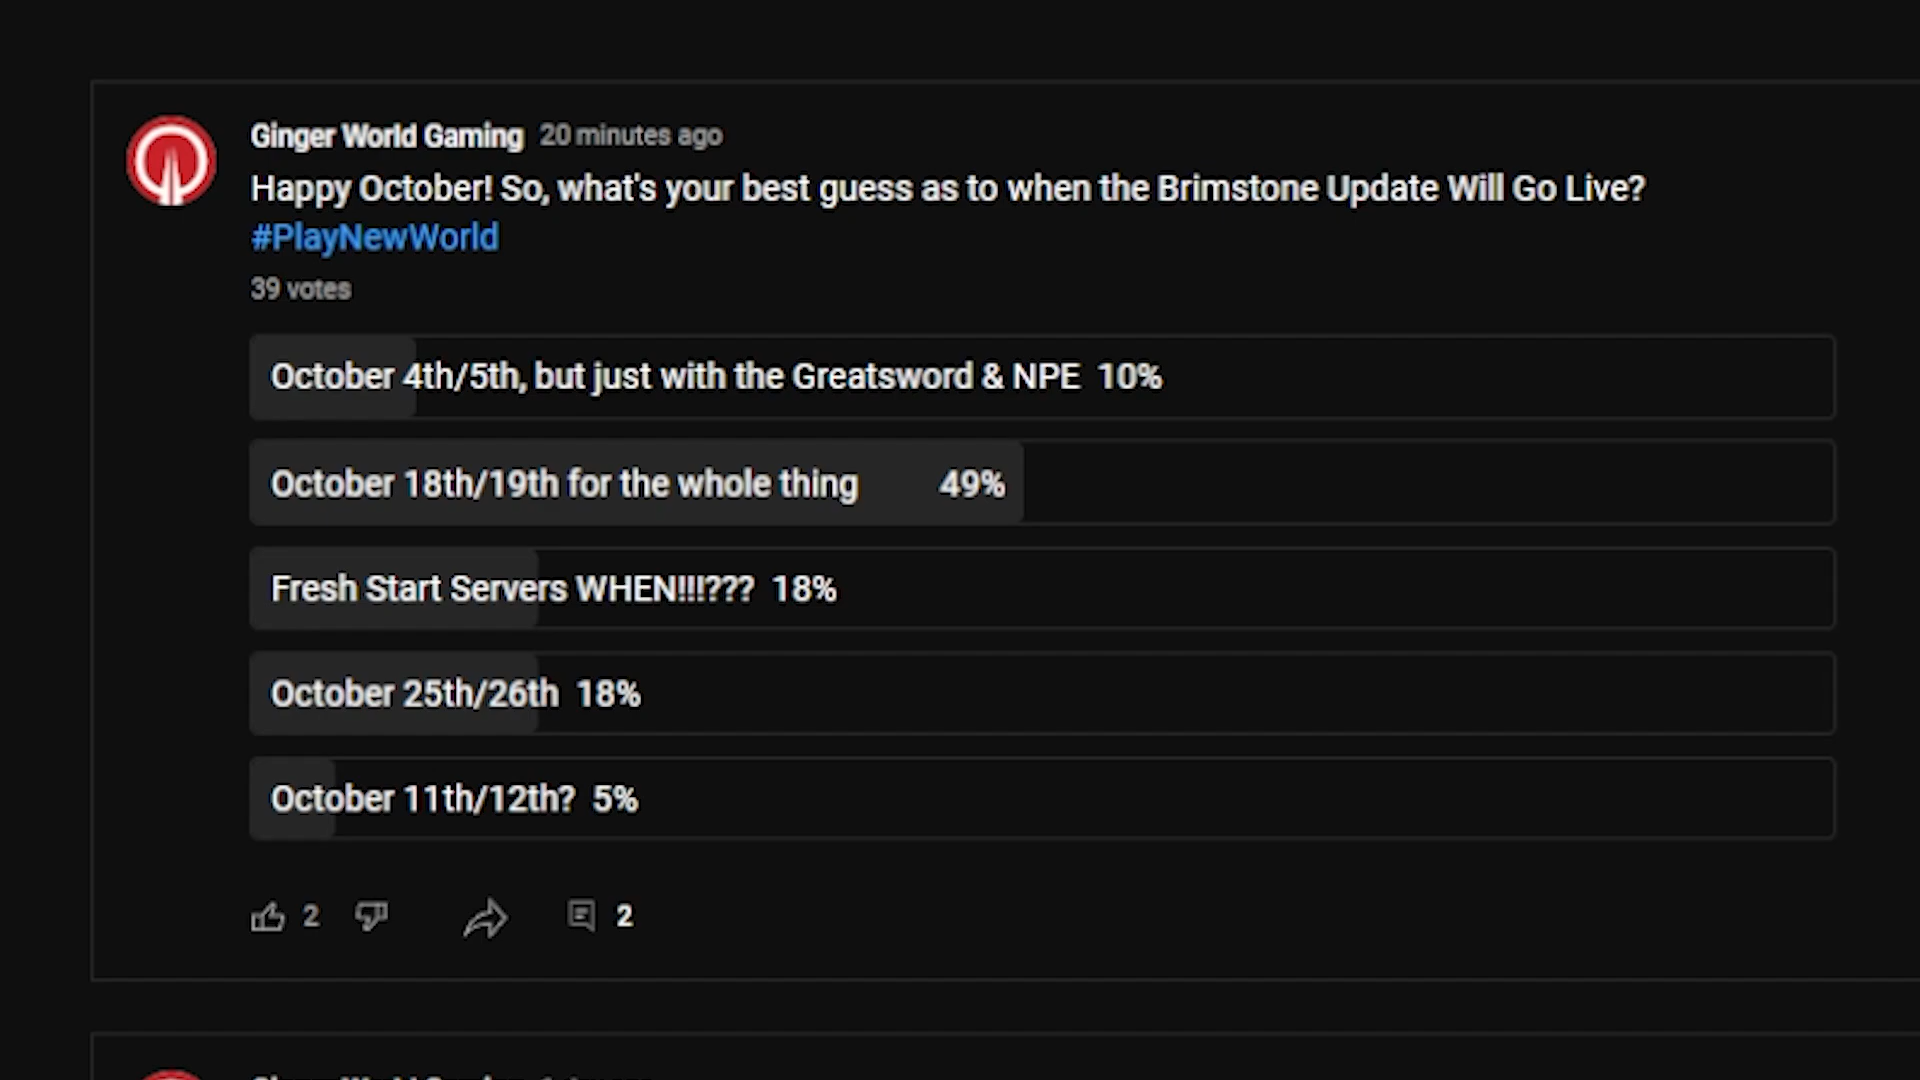 Ginger World Gaming 20 minutes ago
Happy October! So, what's your best guess as to when the Brimstone Update Will Go Live?
#PlayNewWorld
39 votes
October 4th/5th, but just with the Greatsword & NPE 10%
October 18th/19th for the whole thing 49%
Fresh Start Servers WHEN!!!??? 18%
October 25th/26th 18%
October 11th/12th? 5%
2 2